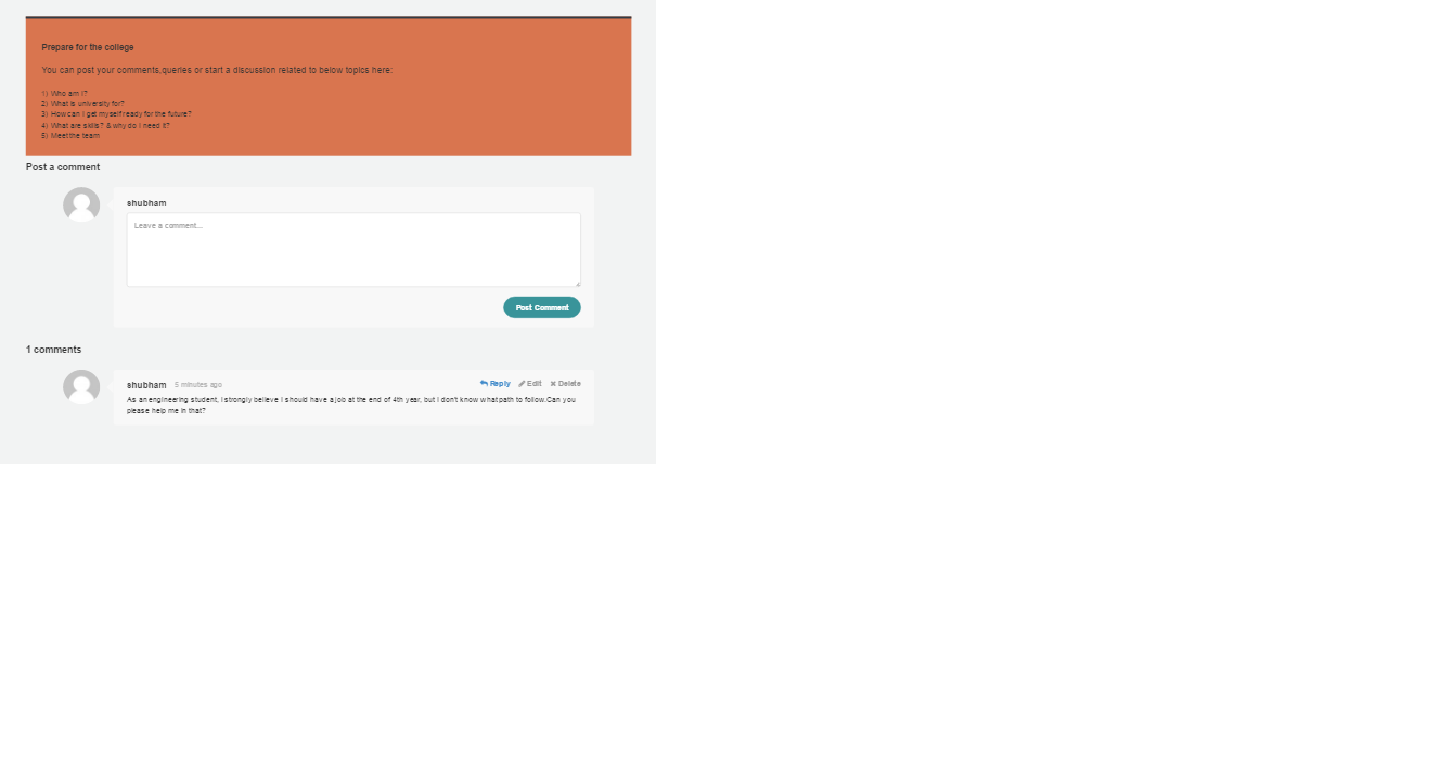 Prepare for the college
You can post your comments,queries or start a discussion related to below topics here:
1) Who am I?
2) What is university for?
3) How can I get my self ready for the future?
4) What are skills? & why do I need it?
5) Meet the team
Post a comment
shubham
Leave a comment...
Post Comment
1 comments
shubham 5 minutes ago Reply Edit Delete
As an engineering student, I strongly believe I should have a job at the end of 4th year, but I don't know what path to follow.Can you
please help me in that?